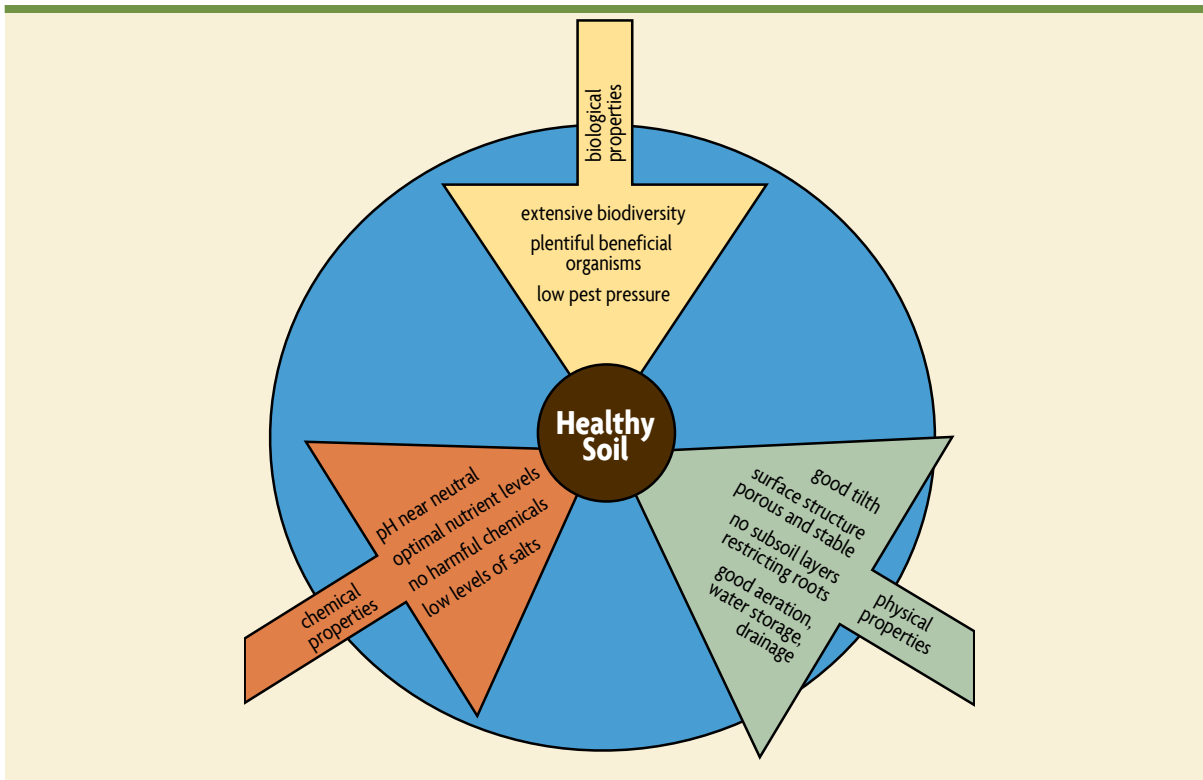 biological
properties
extensive biodiversity
plentiful beneficial
organisms
low pest pressure
Healthy
Soil
pH near neutral
optimal nutrient levels
no harmful chemicals
low levels of salts
chemical
properties
good tilth
surface structure
porous and stable
no subsoil layers
restricting roots
good aeration,
water storage,
drainage
physical
properties